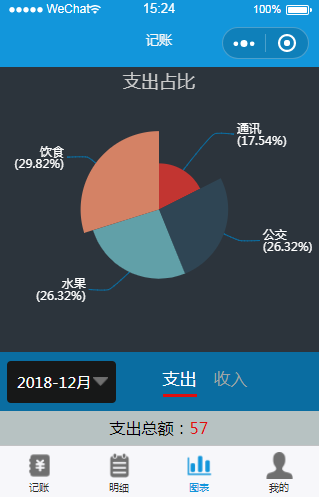 WeChat 15:24 100%
记账
支出占比
通讯
(17.54%)
饮食
(29.82%)
公交
(26.32%)
水果
(26.32%)
2018-12月 支出 收入
支出总额：57
记账 明细 图表 我的